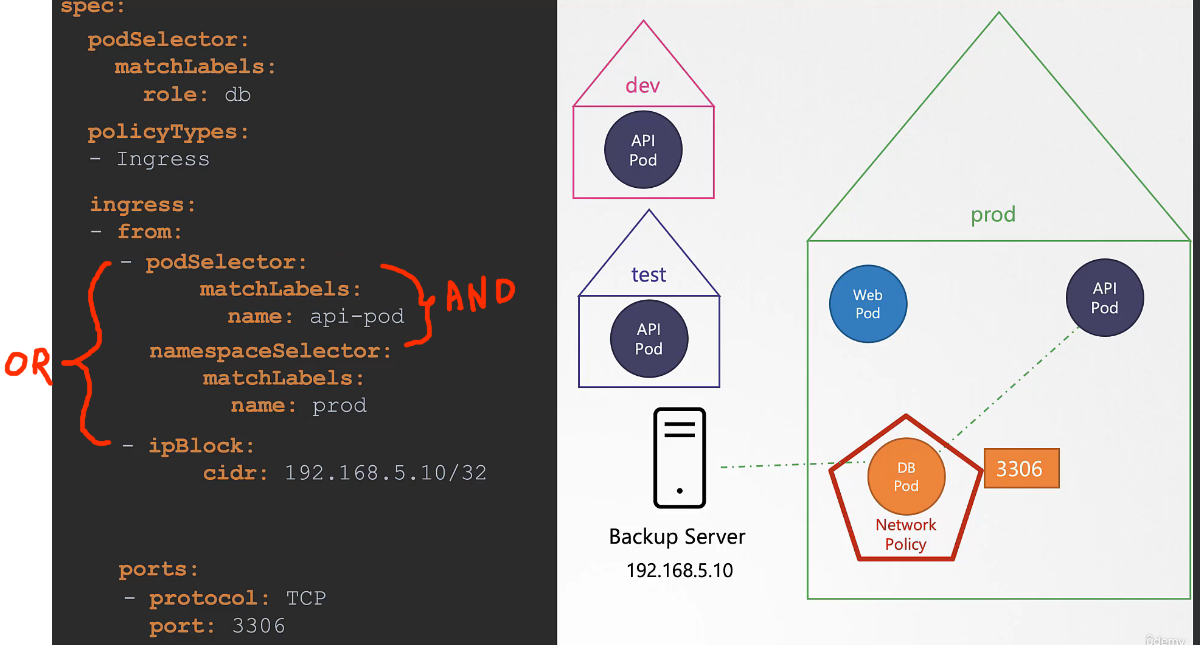 spec:
podSelector:
matchLabels:
role: db
policyTypes:
- Ingress
ingress:
- from:
- podSelector:
matchLabels:
name: api-pod
namespaceSelector:
matchLabels:
name: prod
- ipBlock:
cidr: 192.168.5.10/32
ports:
- protocol: TCP
port: 3306
OR
AND
dev
API
Pod
test
API
Pod
Backup Server
192.168.5.10
prod
Web
Pod
API
Pod
DB
Pod
Network
Policy
3306
ûdemy